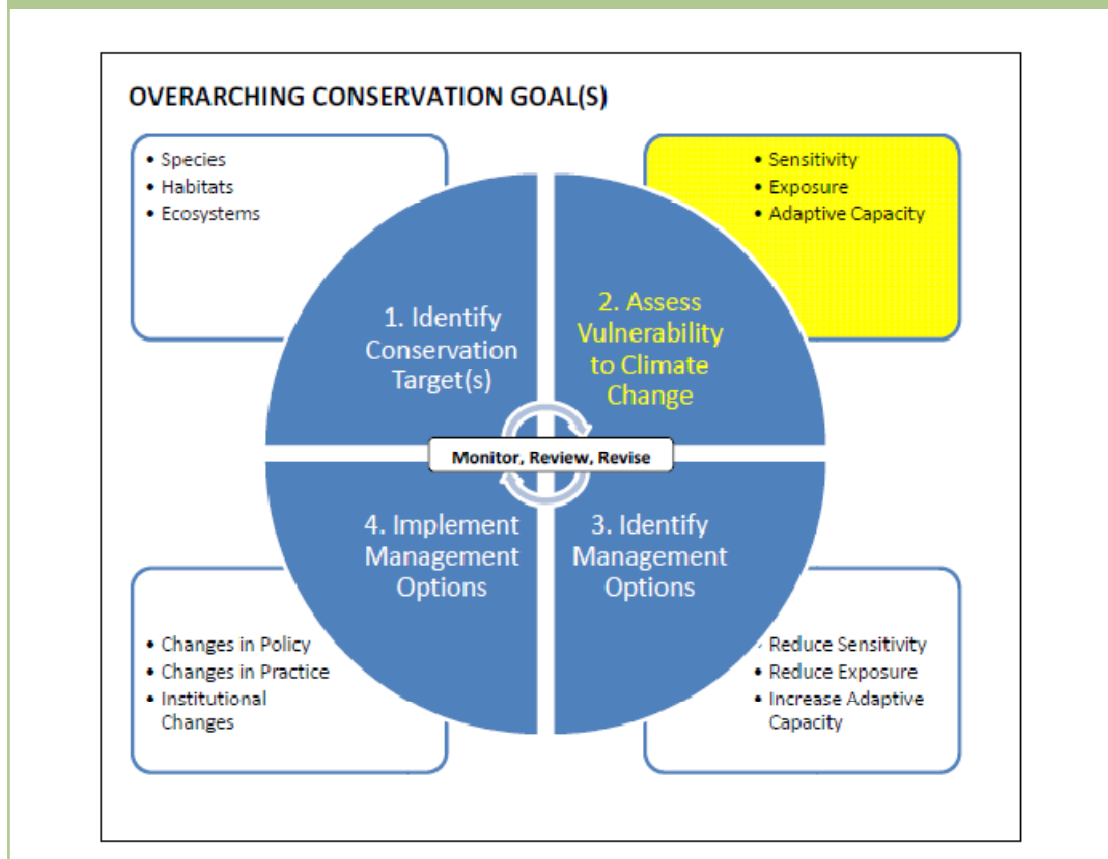 OVERARCHING CONSERVATION GOAL(S)
• Species
• Habitats
• Ecosystems
• Sensitivity
• Exposure
• Adaptive Capacity
1. Identify
Conservation
Target(s)
2. Assess
Vulnerability
to Climate
Change
Monitor, Review, Revise
4. Implement
Management
Options
3. Identify
Management
Options
• Changes in Policy
• Changes in Practice
• Institutional
Changes
• Reduce Sensitivity
• Reduce Exposure
• Increase Adaptive
Capacity